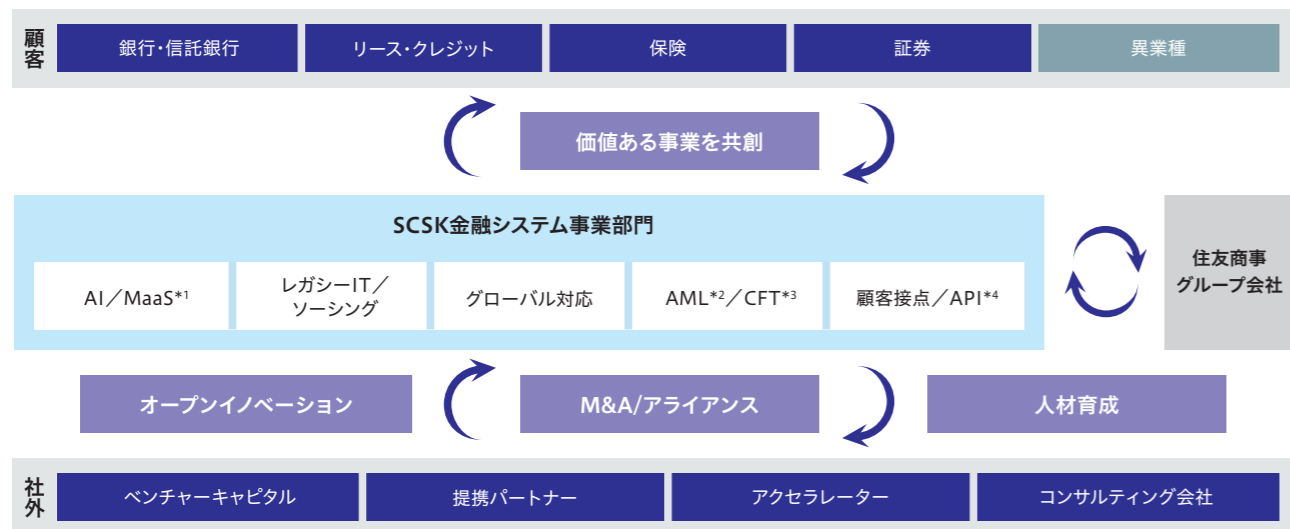 顧客
銀行・信託銀行
リース・クレジット
保険
証券
異業種
価値ある事業を共創
SCSK金融システム事業部門
AI／MaaS*1
レガシーIT／
ソーシング
グローバル対応
AML*2／CFT*3
顧客接点／API*4
住友商事
グループ会社
オープンイノベーション
M&A/アライアンス
人材育成
社外
ベンチャーキャピタル
提携パートナー
アクセラレーター
コンサルティング会社